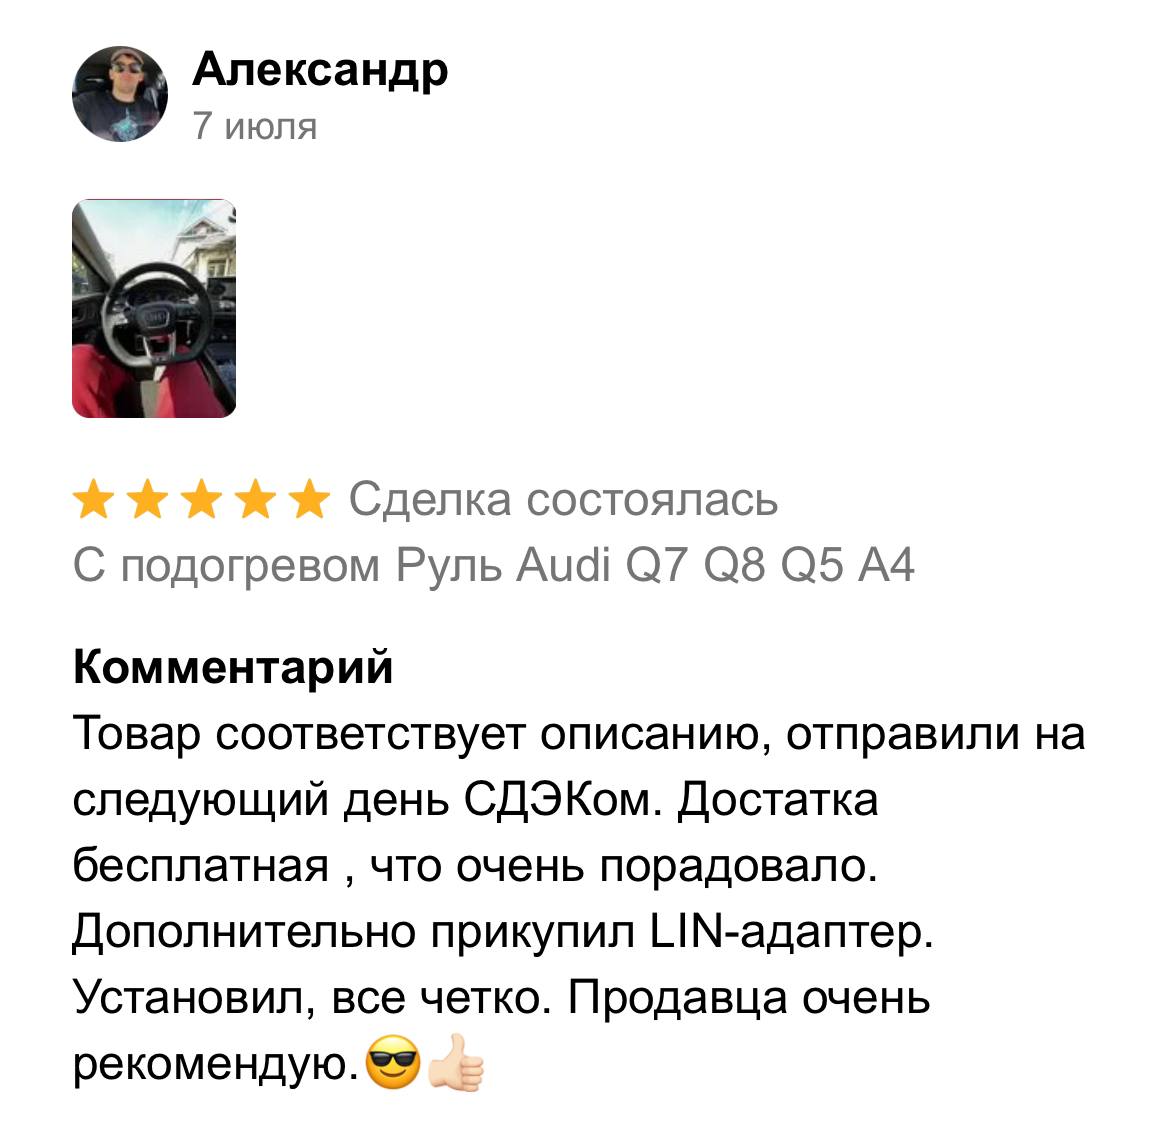 Александр
7 июля
Сделка состоялась
С подогревом Руль Audi Q7 Q8 Q5 A4
Комментарий
Товар соответствует описанию, отправили на
следующий день СДЭКом. Достатка
бесплатная , что очень порадовало.
Дополнительно прикупил LIN-адаптер.
Установил, все четко. Продавца очень
рекомендую.😎👍🏻